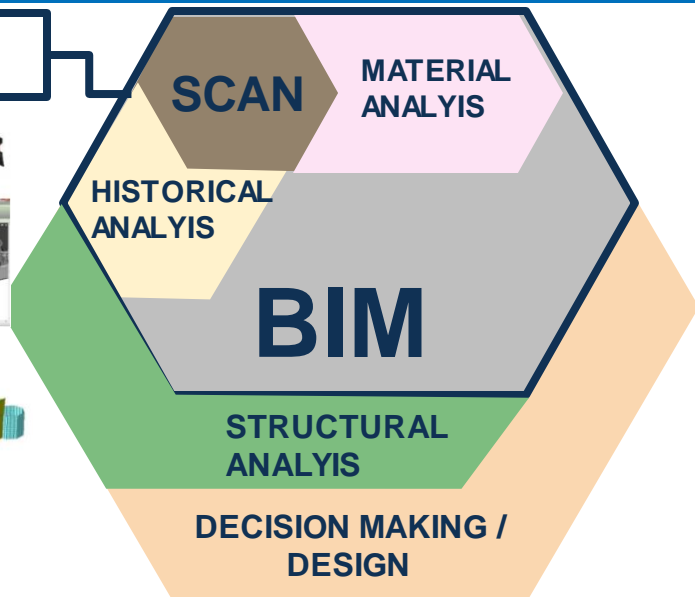 SCAN
MATERIAL
ANALYIS
HISTORICAL
ANALYIS
BIM
STRUCTURAL
ANALYIS
DECISION MAKING /
DESIGN